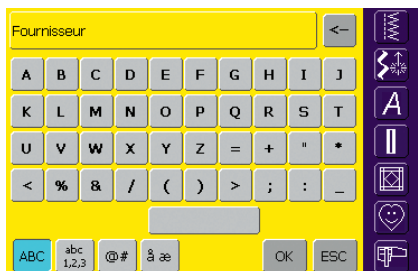 Fournisseur <-
A B C D E F G H I J
K L M N O P Q R S T
U V W X Y Z = + " *
< % & / ( ) > ; : _
ABC abc 1,2,3 @# å æ OK ESC
A